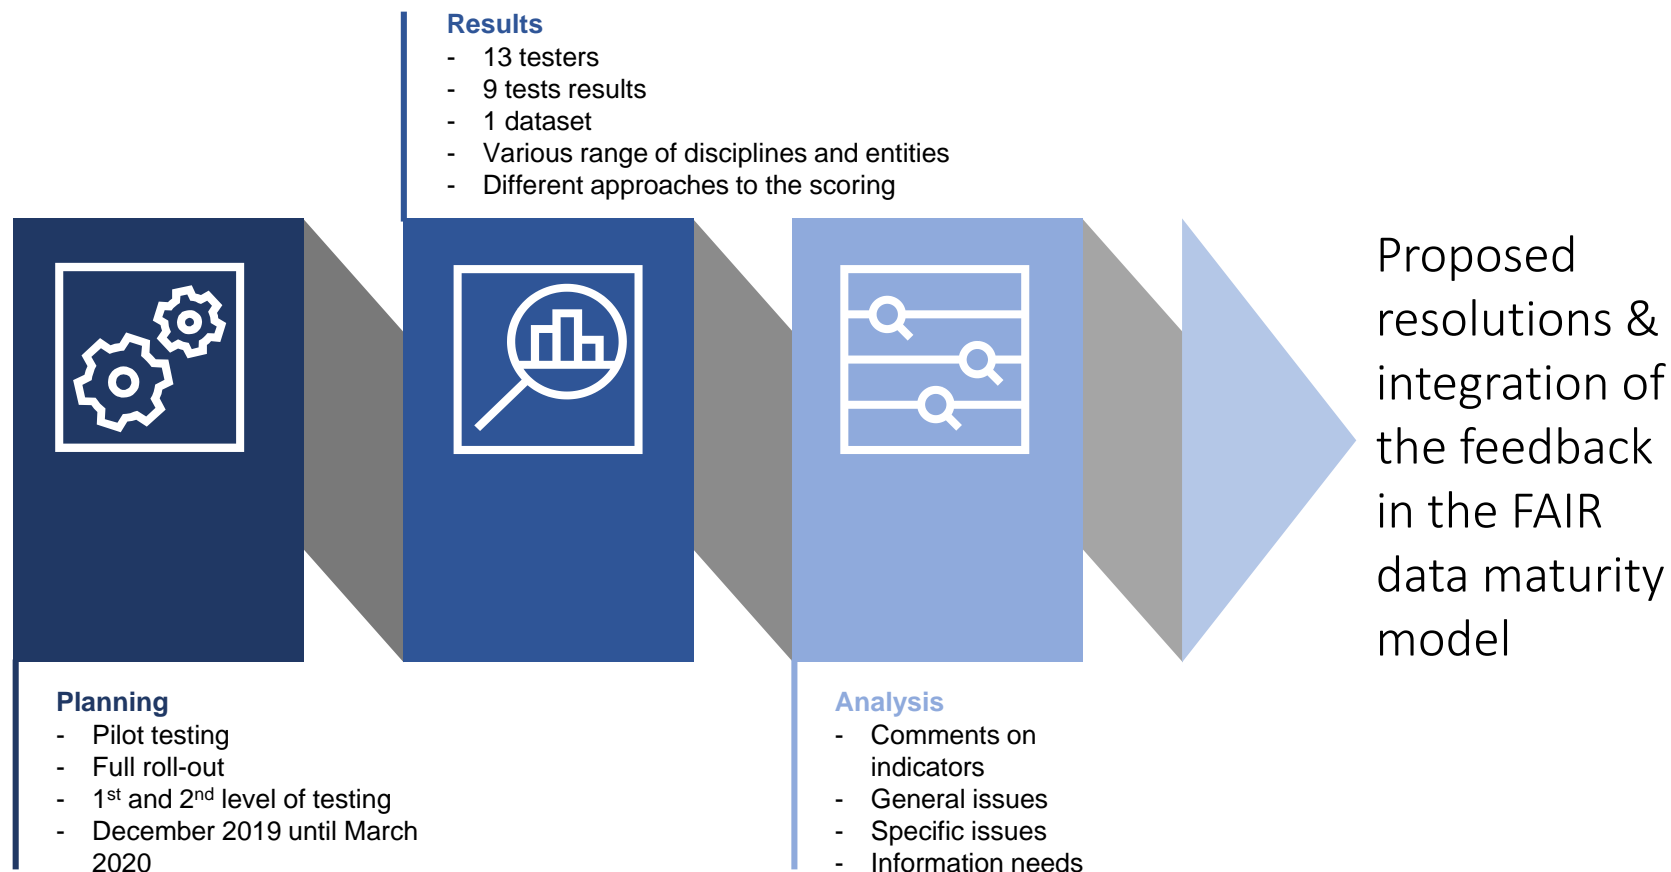 Results
- 13 testers
- 9 tests results
- 1 dataset
- Various range of disciplines and entities
- Different approaches to the scoring
Planning
- Pilot testing
- Full roll-out
- 1st and 2nd level of testing
- December 2019 until March
2020
Analysis
- Comments on
indicators
- General issues
- Specific issues
- Information needs
Proposed
resolutions &
integration of
the feedback
in the FAIR
data maturity
model